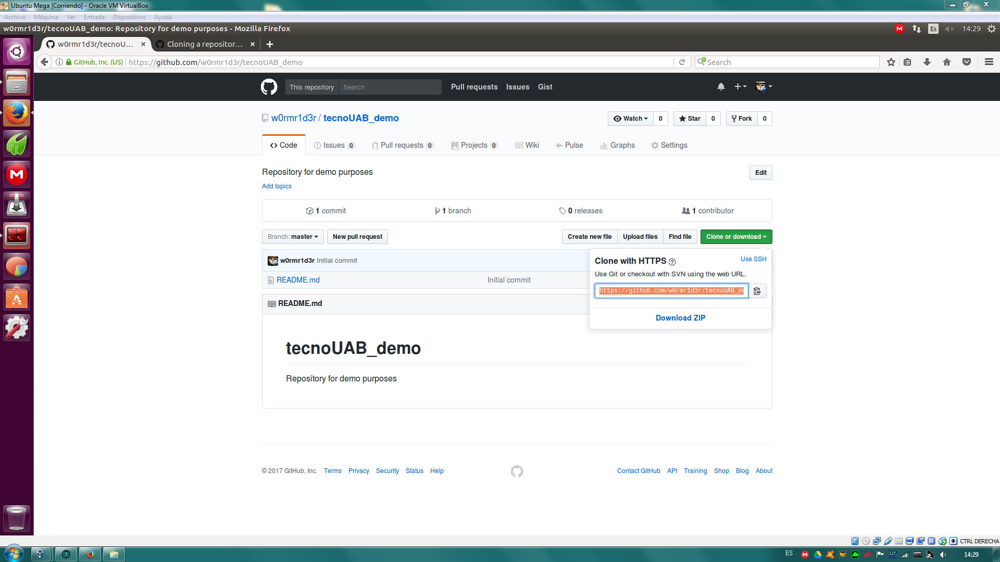 Ubuntu Mega [Corriendo] - Oracle VM VirtualBox
Archivo Máquina Ver Entrada Dispositivos Ayuda
w0rmr1d3r/tecnoUAB_demo: Repository for demo purposes - Mozilla Firefox
Es
14:29
w0rmr1d3r/tecnoU...
Cloning a repositor...
GitHub, Inc. (US)
https://github.com/w0rmr1d3r/tecnoUAB_demo
Search
This repository Search Pull requests Issues Gist
w0rmr1d3r / tecnoUAB_demo
Watch 0 Star 0 Fork 0
Code Issues 0 Pull requests 0 Projects 0 Wiki Pulse Graphs Settings
Repository for demo purposes
Edit
Add topics
1 commit 1 branch 0 releases 1 contributor
Branch: master New pull request Create new file Upload files Find file Clone or download
w0rmr1d3r Initial commit
README.md Initial commit
Clone with HTTPS Use SSH
Use Git or checkout with SVN using the web URL.
https://github.com/w0rmr1d3r/tecnoUAB_de
Download ZIP
README.md
tecnoUAB_demo
Repository for demo purposes
© 2017 GitHub, Inc. Terms Privacy Security Status Help
Contact GitHub API Training Shop Blog About
CTRL DERECHA
ES
14:29